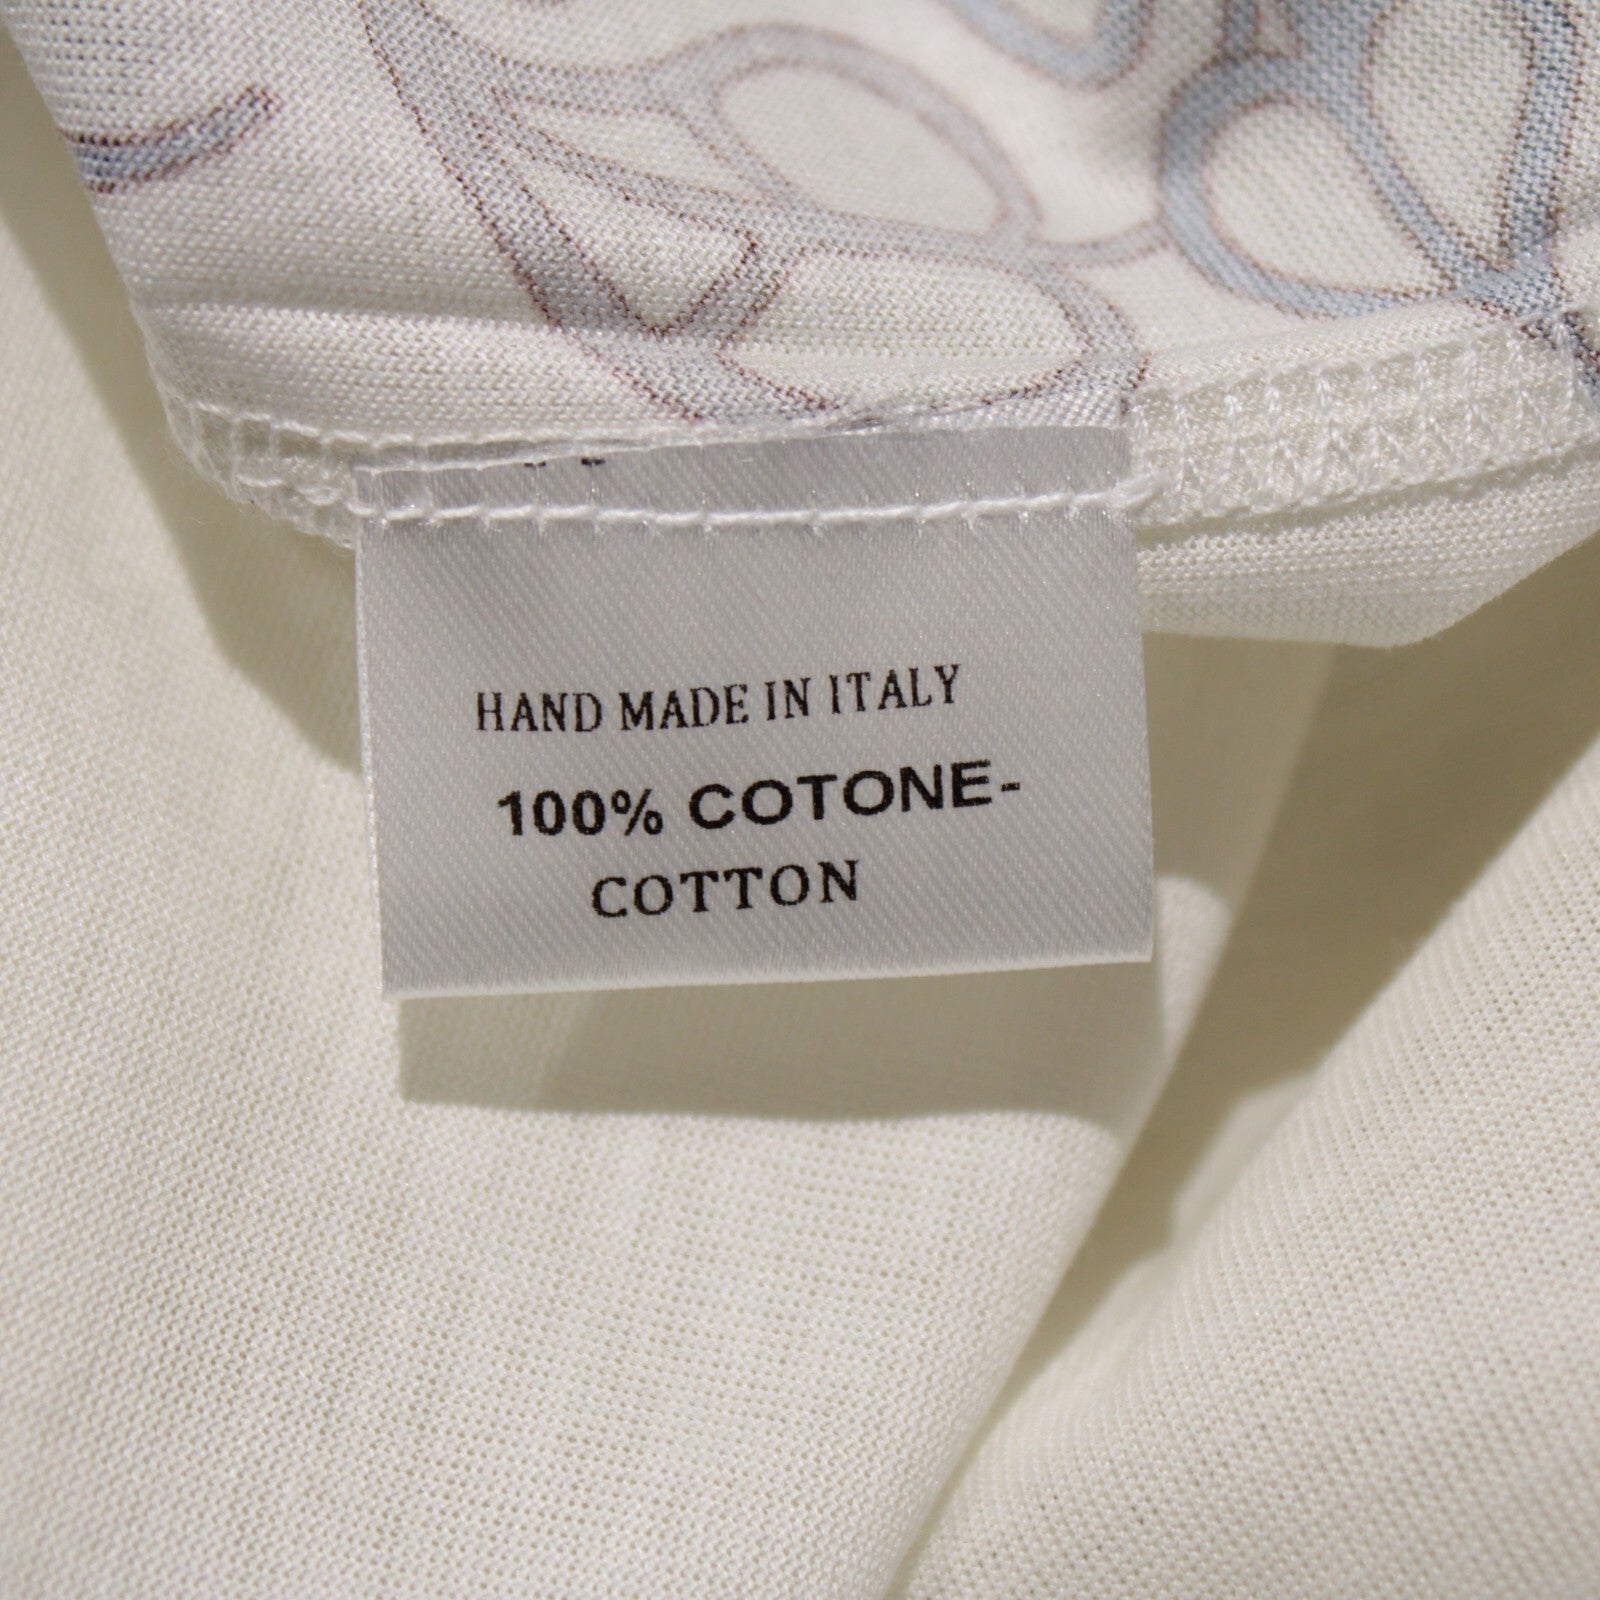 HAND MADE IN ITALY
100% COTONE-
COTTON